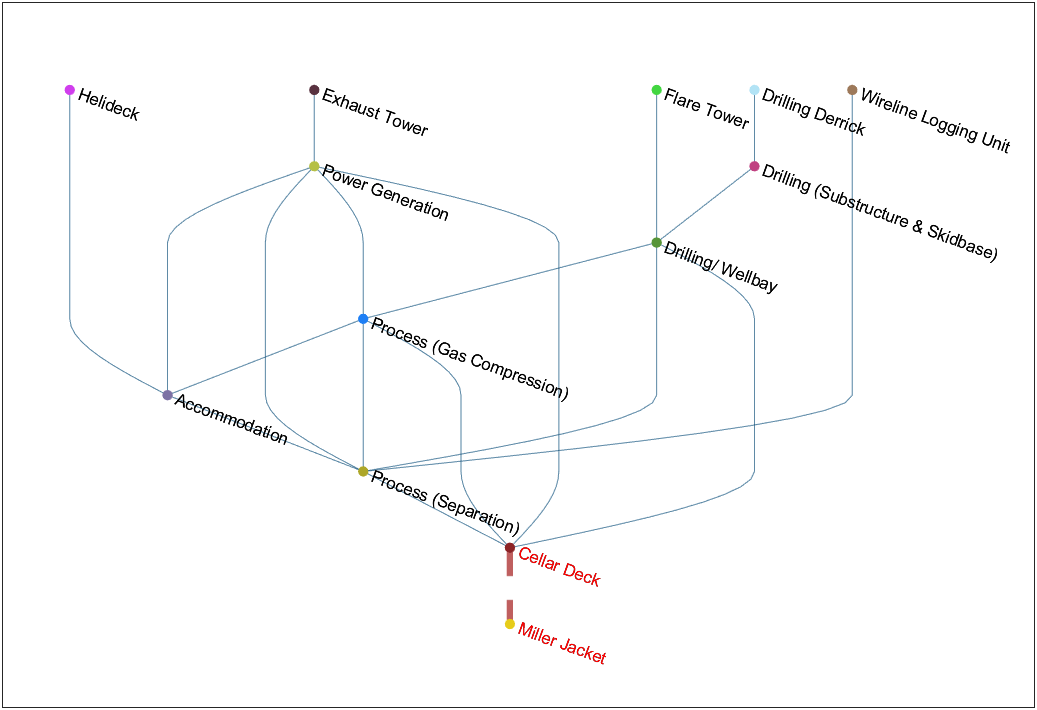 Helideck
Exhaust Tower
Flare Tower
Drilling Derrick
Wireline Logging Unit
Power Generation
Drilling (Substructure & Skidbase)
Drilling/ Wellbay
Process (Gas Compression)
Accommodation
Process (Separation)
Cellar Deck
Miller Jacket